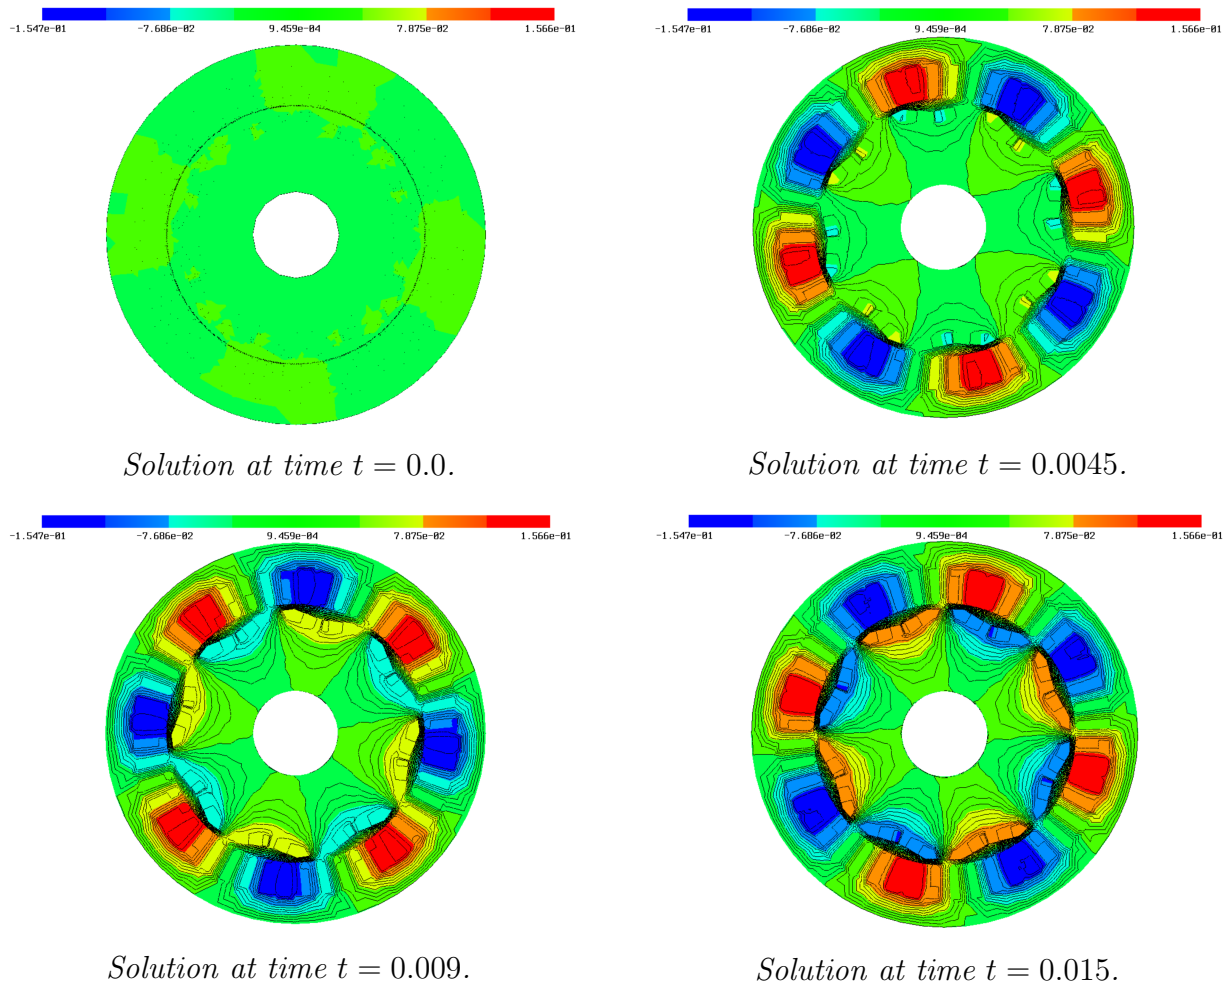 -1.547e-01 -7.686e-02 9.459e-04 7.875e-02 1.566e-01
-1.547e-01 -7.686e-02 9.459e-04 7.875e-02 1.566e-01
Solution at time t = 0.0.
Solution at time t = 0.0045.
-1.547e-01 -7.686e-02 9.459e-04 7.875e-02 1.566e-01
-1.547e-01 -7.686e-02 9.459e-04 7.875e-02 1.566e-01
Solution at time t = 0.009.
Solution at time t = 0.015.